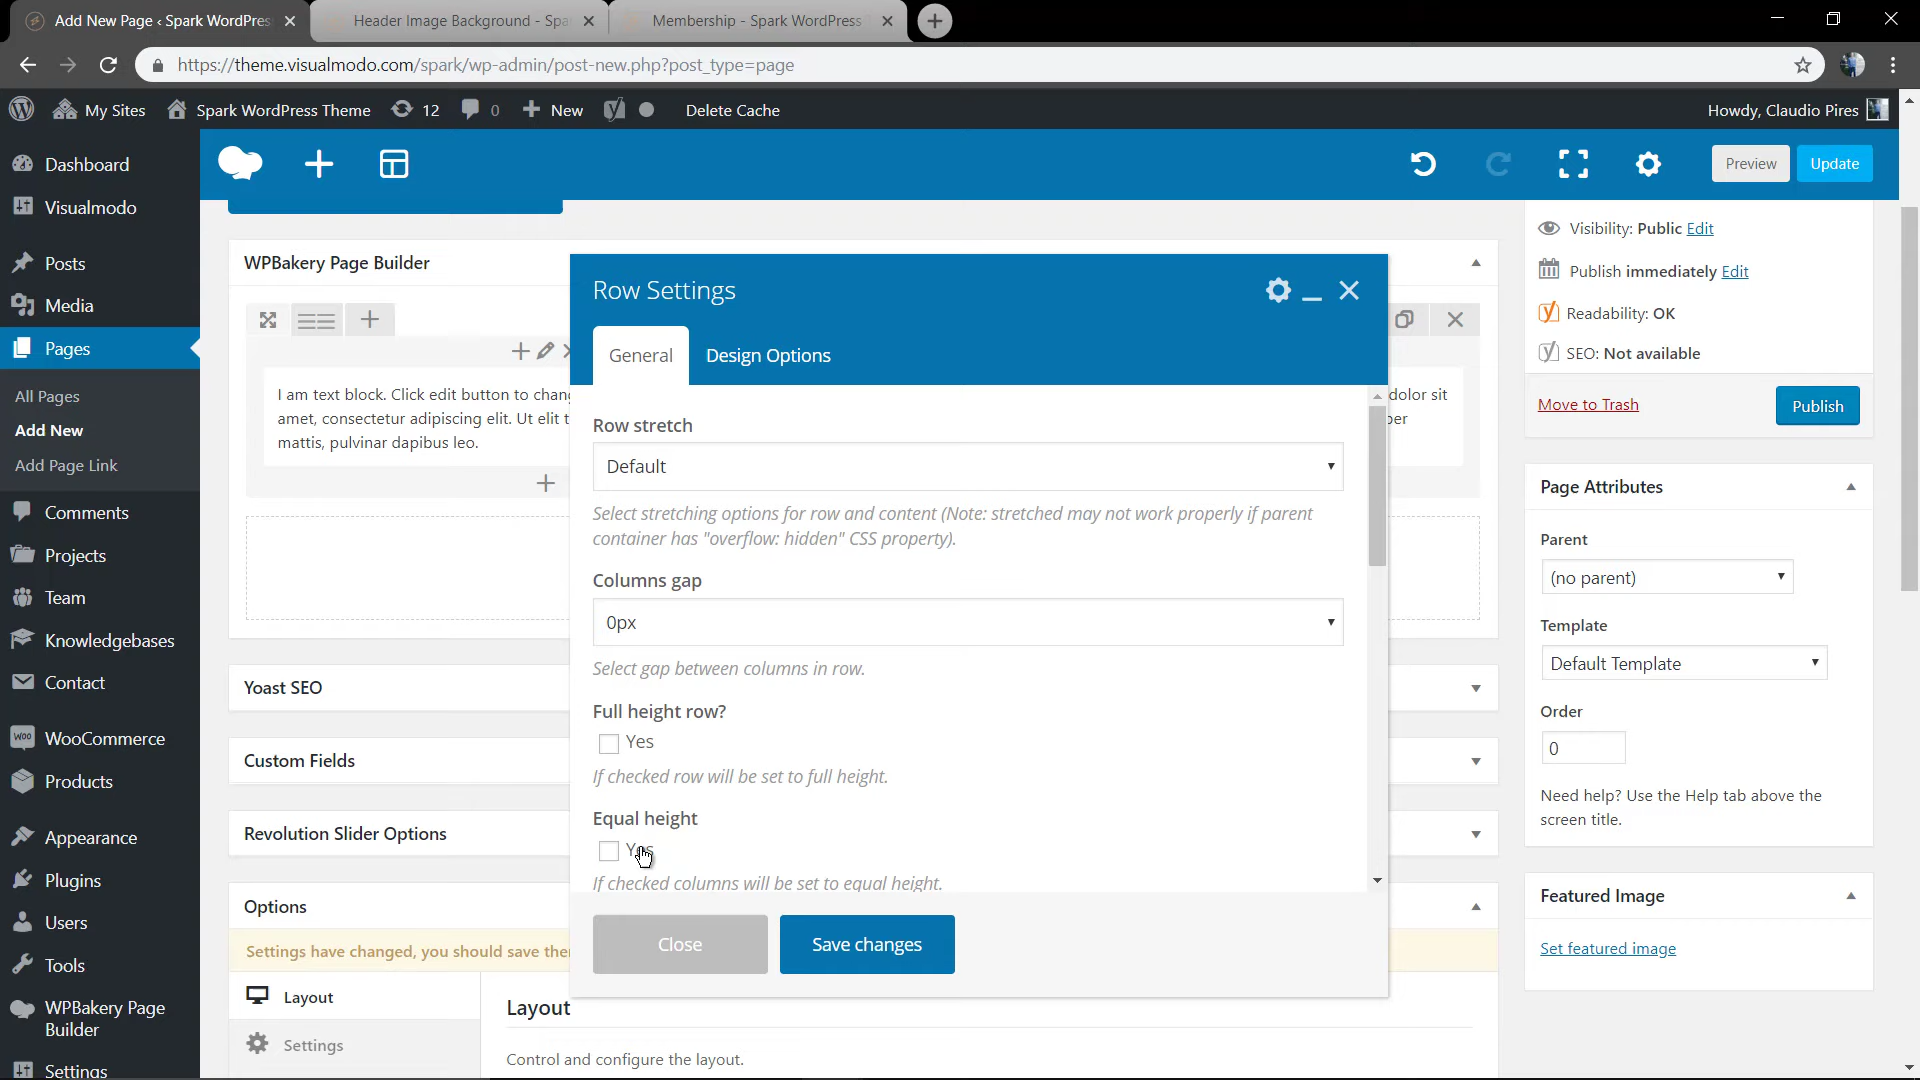 Add New Page ‹ Spark WordPres
Header Image Background - Spa
Membership - Spark WordPress
https://theme.visualmodo.com/spark/wp-admin/post-new.php?post_type=page
My Sites
Spark WordPress Theme
12
0
New
Delete Cache
Howdy, Claudio Pires
Dashboard
Visualmodo
Posts
Media
Pages
All Pages
Add New
Add Page Link
Comments
Projects
Team
Knowledgebases
Contact
WooCommerce
Products
Appearance
Plugins
Users
Tools
WPBakery Page
Builder
Settings
Preview
Update
WPBakery Page Builder
I am text block. Click edit button to chang
amet, consectetur adipiscing elit. Ut elit t
mattis, pulvinar dapibus leo.
dolor sit
per
Yoast SEO
Custom Fields
Revolution Slider Options
Options
Settings have changed, you should save the
Layout
Settings
Layout
Control and configure the layout.
Row Settings
General
Design Options
Row stretch
Default
Select stretching options for row and content (Note: stretched may not work properly if parent
container has "overflow: hidden" CSS property).
Columns gap
0px
Select gap between columns in row.
Full height row?
Yes
If checked row will be set to full height.
Equal height
Yes
If checked columns will be set to equal height.
Close
Save changes
Visibility: Public Edit
Publish immediately Edit
Readability: OK
SEO: Not available
Move to Trash
Publish
Page Attributes
Parent
(no parent)
Template
Default Template
Order
0
Need help? Use the Help tab above the
screen title.
Featured Image
Set featured image